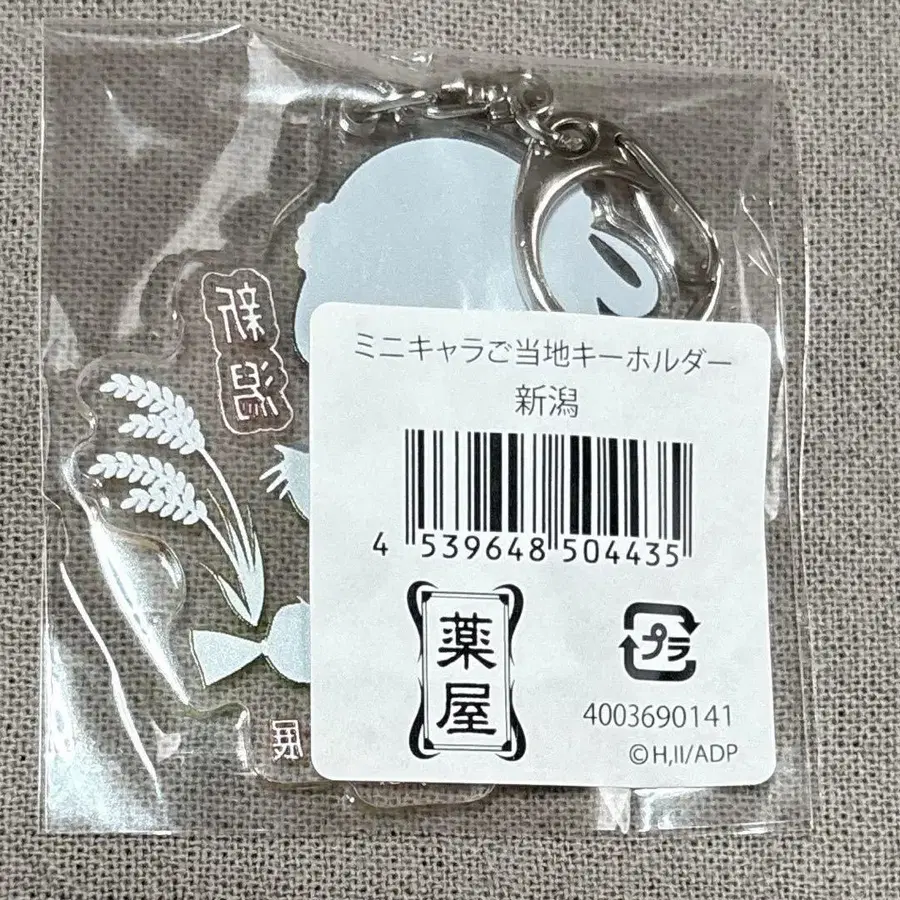 新潟
ミニキャラご当地キーホルダー
新潟
4 539648 504435
薬屋
プラ
4003690141
©H,II/ADP